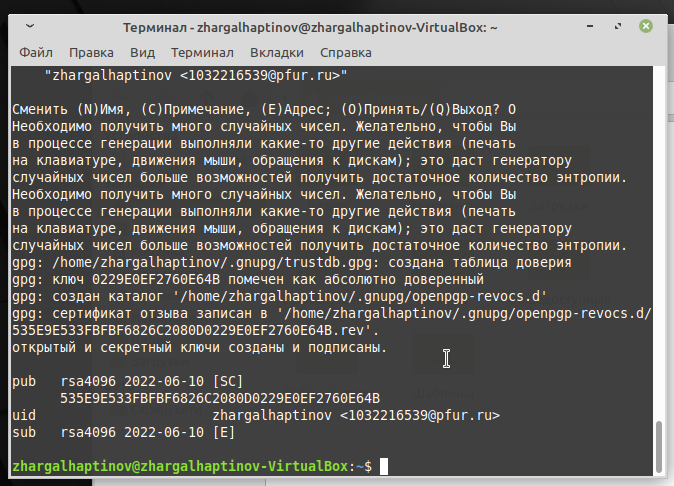 Терминал - zhargalhaptinov@zhargalhaptinov-VirtualBox: ~
Файл Правка Вид Терминал Вкладки Справка
"zhargalhaptinov <1032216539@pfur.ru>"
Сменить (N)Имя, (C)Примечание, (E)Адрес; (O)Принять/(Q)Выход? O
Необходимо получить много случайных чисел. Желательно, чтобы Вы
в процессе генерации выполняли какие-то другие действия (печать
на клавиатуре, движения мыши, обращения к дискам); это даст генератору
случайных чисел больше возможностей получить достаточное количество энтропии.
Необходимо получить много случайных чисел. Желательно, чтобы Вы
в процессе генерации выполняли какие-то другие действия (печать
на клавиатуре, движения мыши, обращения к дискам); это даст генератору
случайных чисел больше возможностей получить достаточное количество энтропии.
gpg: /home/zhargalhaptinov/.gnupg/trustdb.gpg: создана таблица доверия
gpg: ключ 0229E0EF2760E64B помечен как абсолютно доверенный
gpg: создан каталог '/home/zhargalhaptinov/.gnupg/openpgp-revocs.d'
gpg: сертификат отзыва записан в '/home/zhargalhaptinov/.gnupg/openpgp-revocs.d/
535E9E533FBFBF6826C2080D0229E0EF2760E64B.rev'.
открытый и секретный ключи созданы и подписаны.
pub rsa4096 2022-06-10 [SC]
535E9E533FBFBF6826C2080D0229E0EF2760E64B
uid zhargalhaptinov <1032216539@pfur.ru>
sub rsa4096 2022-06-10 [E]
zhargalhaptinov@zhargalhaptinov-VirtualBox:~$